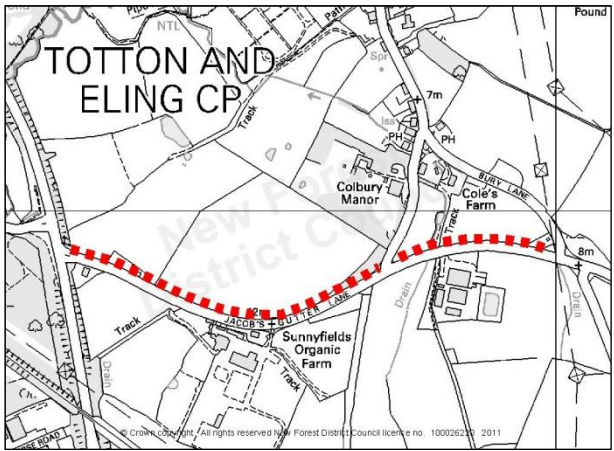 Pound
NTL
Path
TOTTON AND
ELING CP
Spr
Track
7m
Iss
PH
PH
Colbury
Manor
BURY LANE
Cole's
Farm
Track
New Forest
District Council
8m
Drain
Drain
2m
JACOB'S GUTTER LANE
Track
Sunnyfields
Organic
Farm
Track
Drain
© Crown copyright. All rights reserved New Forest District Council licence no. 2011
ROAD